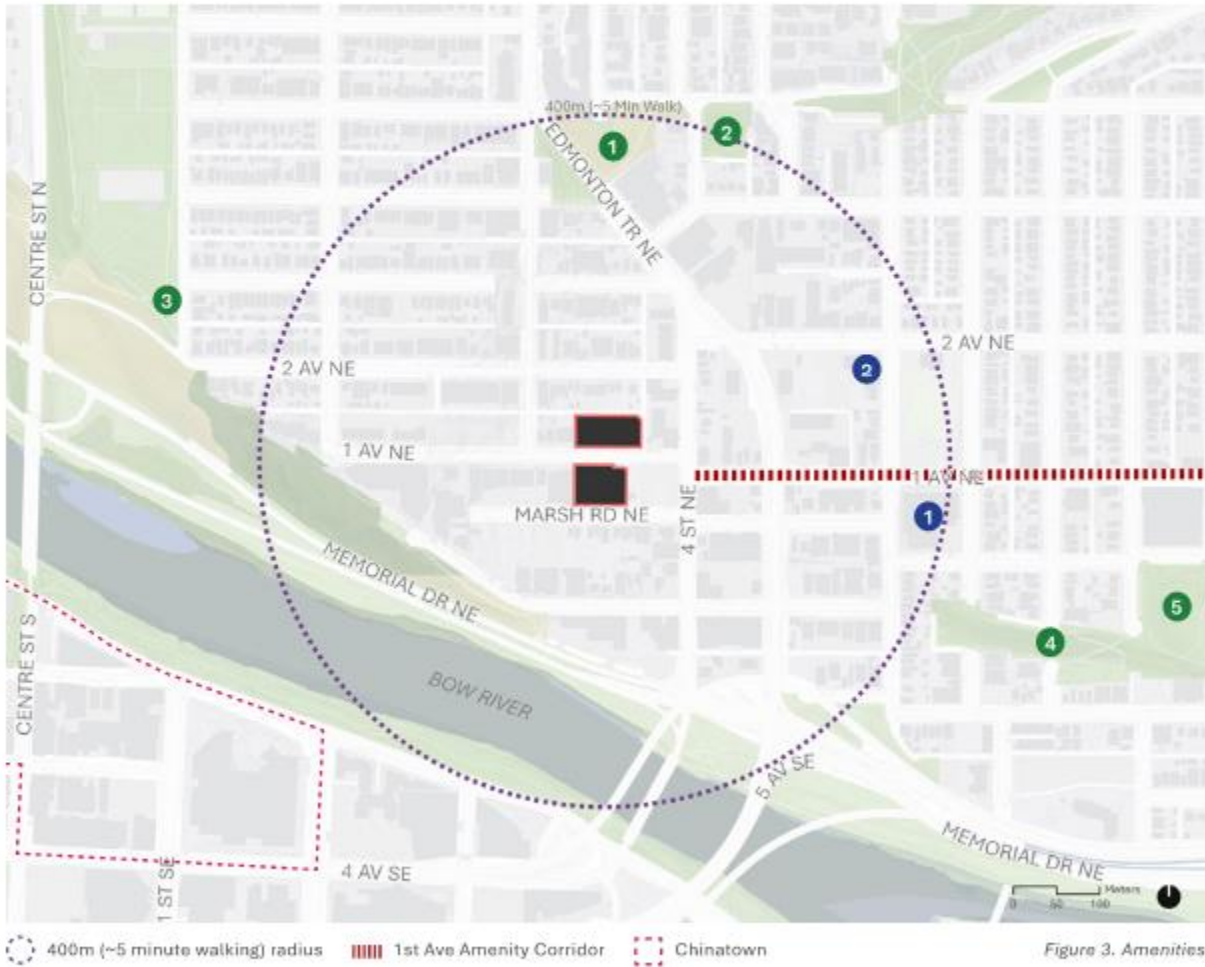 400m (~5 Min Walk)
1
2
EDMONTON TR NE
CENTRE ST N
3
2 AV NE
2 AV NE
2
1 AV NE
1 AV NE
MARSH RD NE
4 ST NE
1
MEMORIAL DR NE
5
4
CENTRE ST S
BOW RIVER
5 AV SE
MEMORIAL DR NE
1 ST SE
4 AV SE
Meters
0 50 100
400m (~5 minute walking) radius
1st Ave Amenity Corridor
Chinatown
Figure 3. Amenities